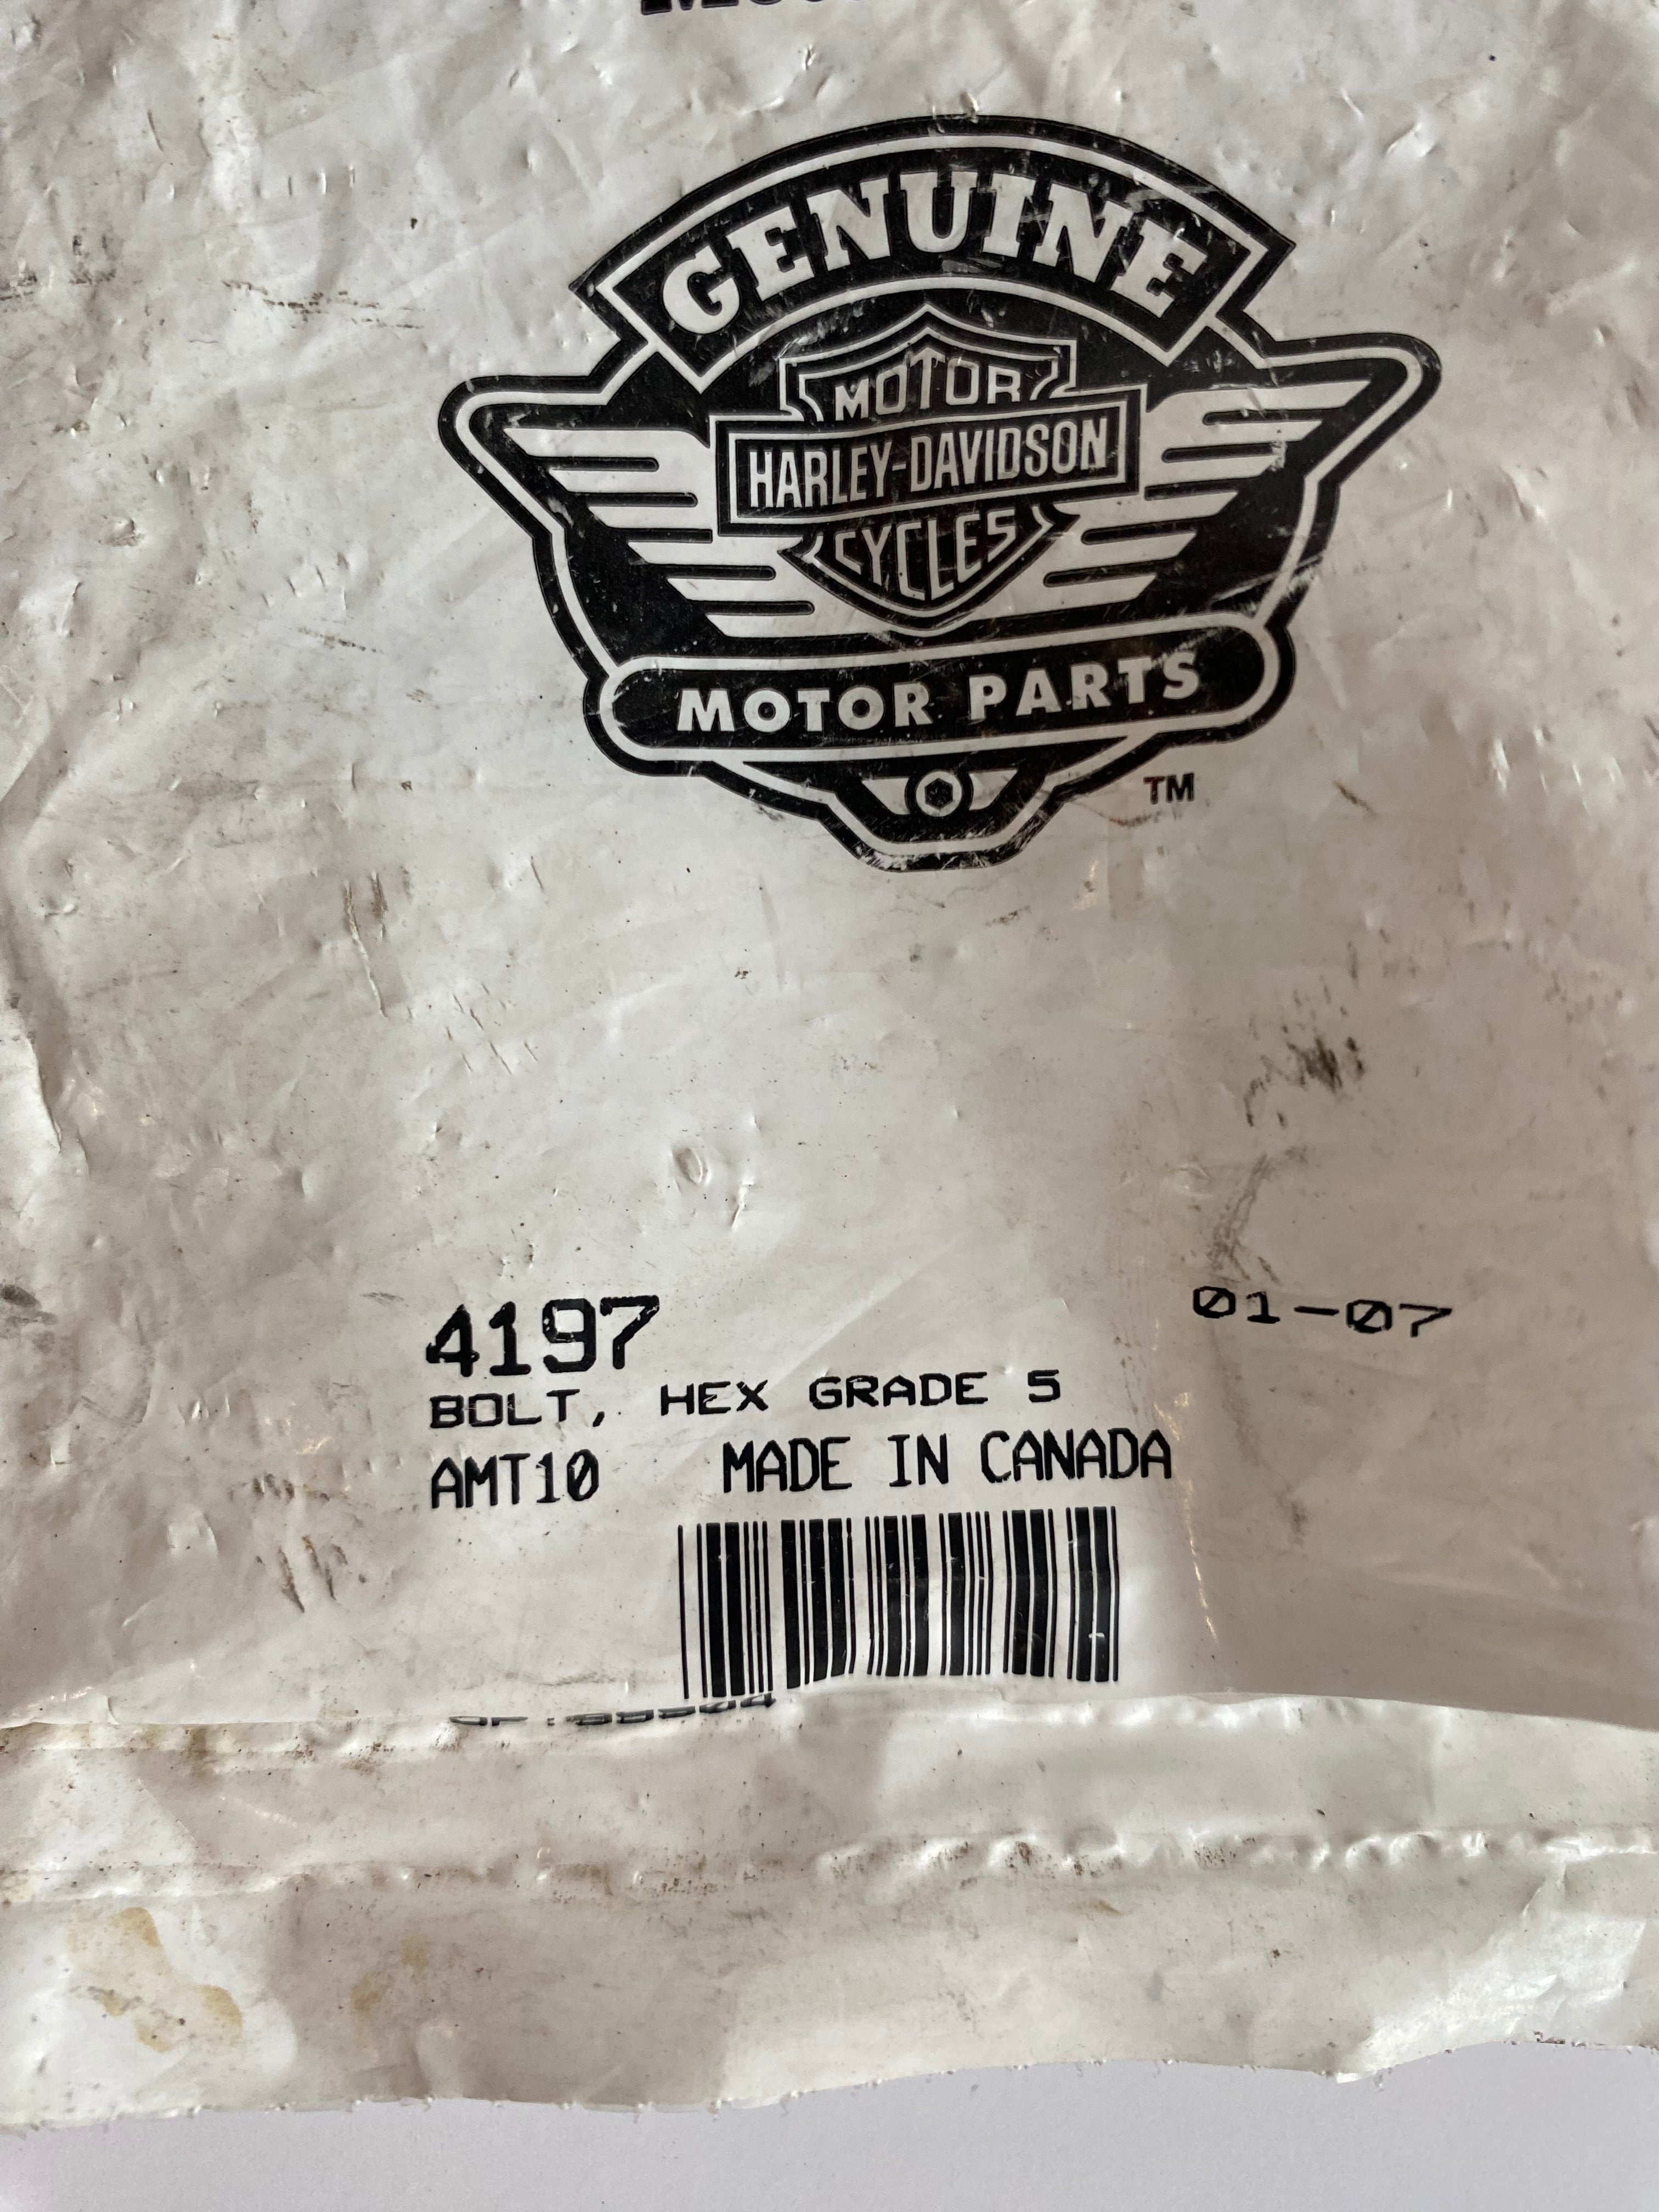 GENUINE
MOTOR
HARLEY-DAVIDSON
CYCLES
MOTOR PARTS
TM
4197
01-07
BOLT, HEX GRADE 5
AMT10 MADE IN CANADA